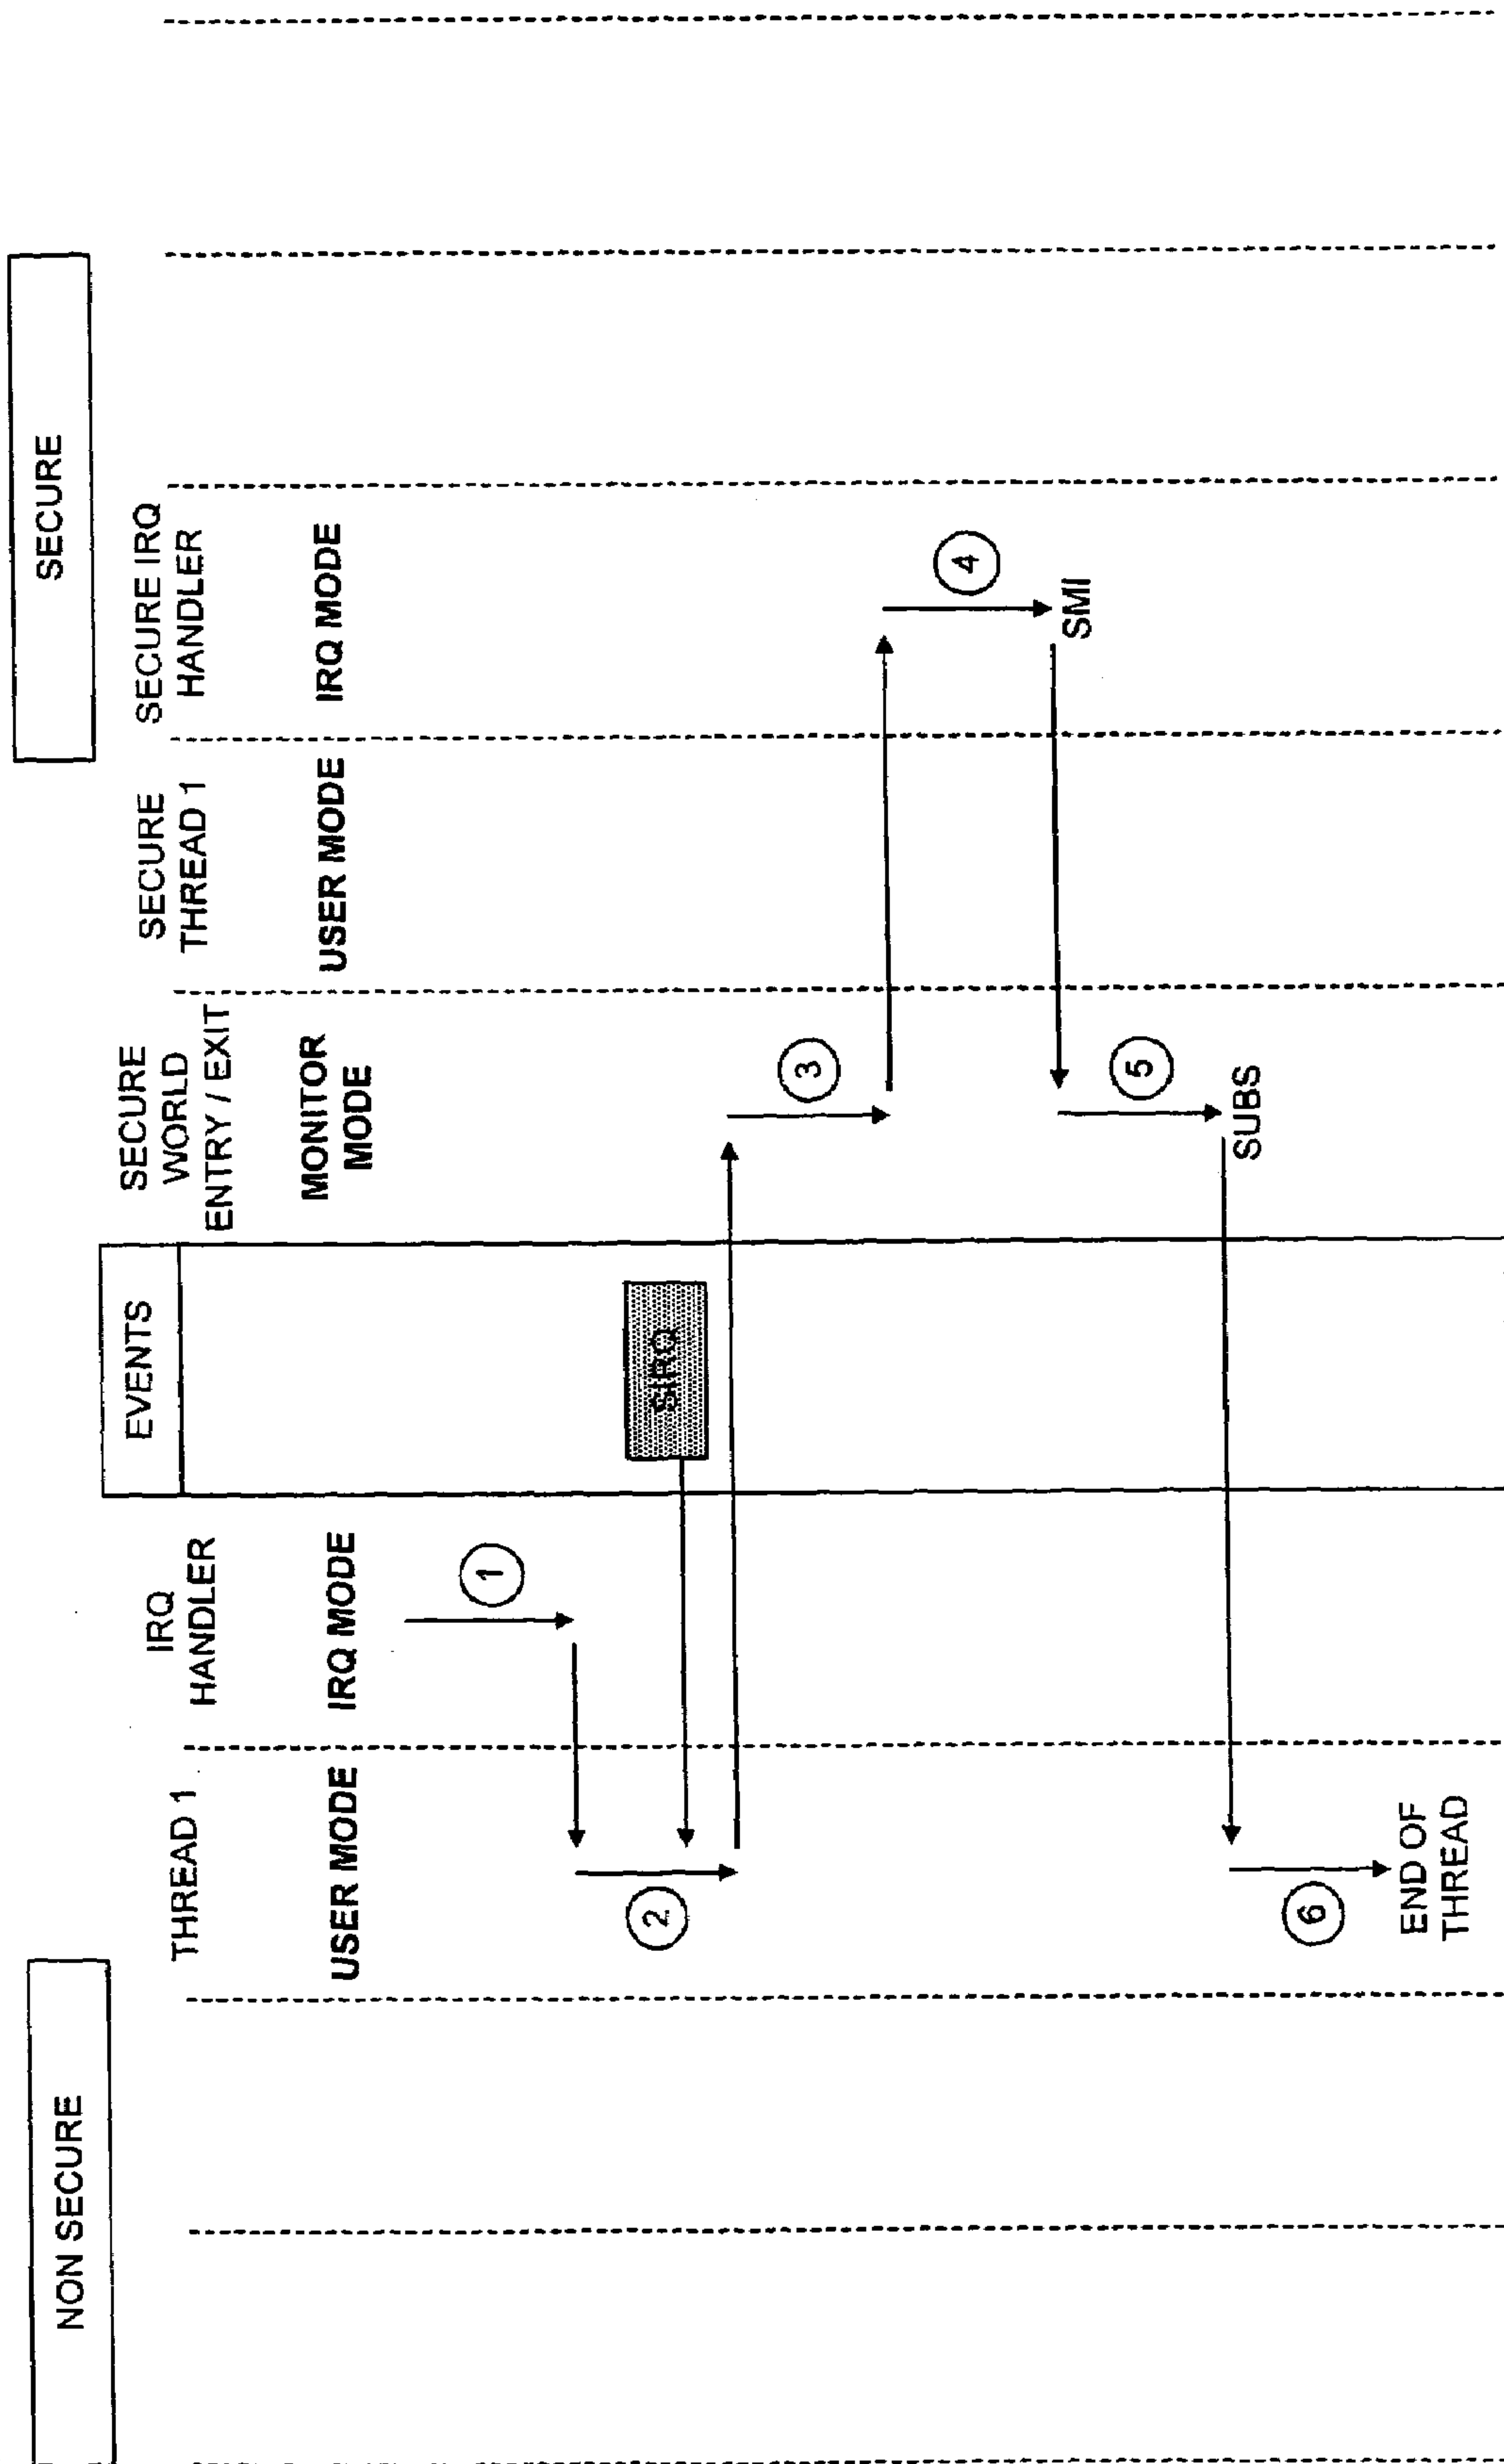 NON SECURE
SECURE
EVENTS
THREAD 1
USER MODE
IRQ
HANDLER
IRQ MODE
SECURE
WORLD
ENTRY / EXIT
MONITOR
MODE
SECURE
THREAD 1
USER MODE
SECURE IRQ
HANDLER
IRQ MODE
1
2
SIRQ
3
4
SMI
5
SUBS
6
END OF
THREAD